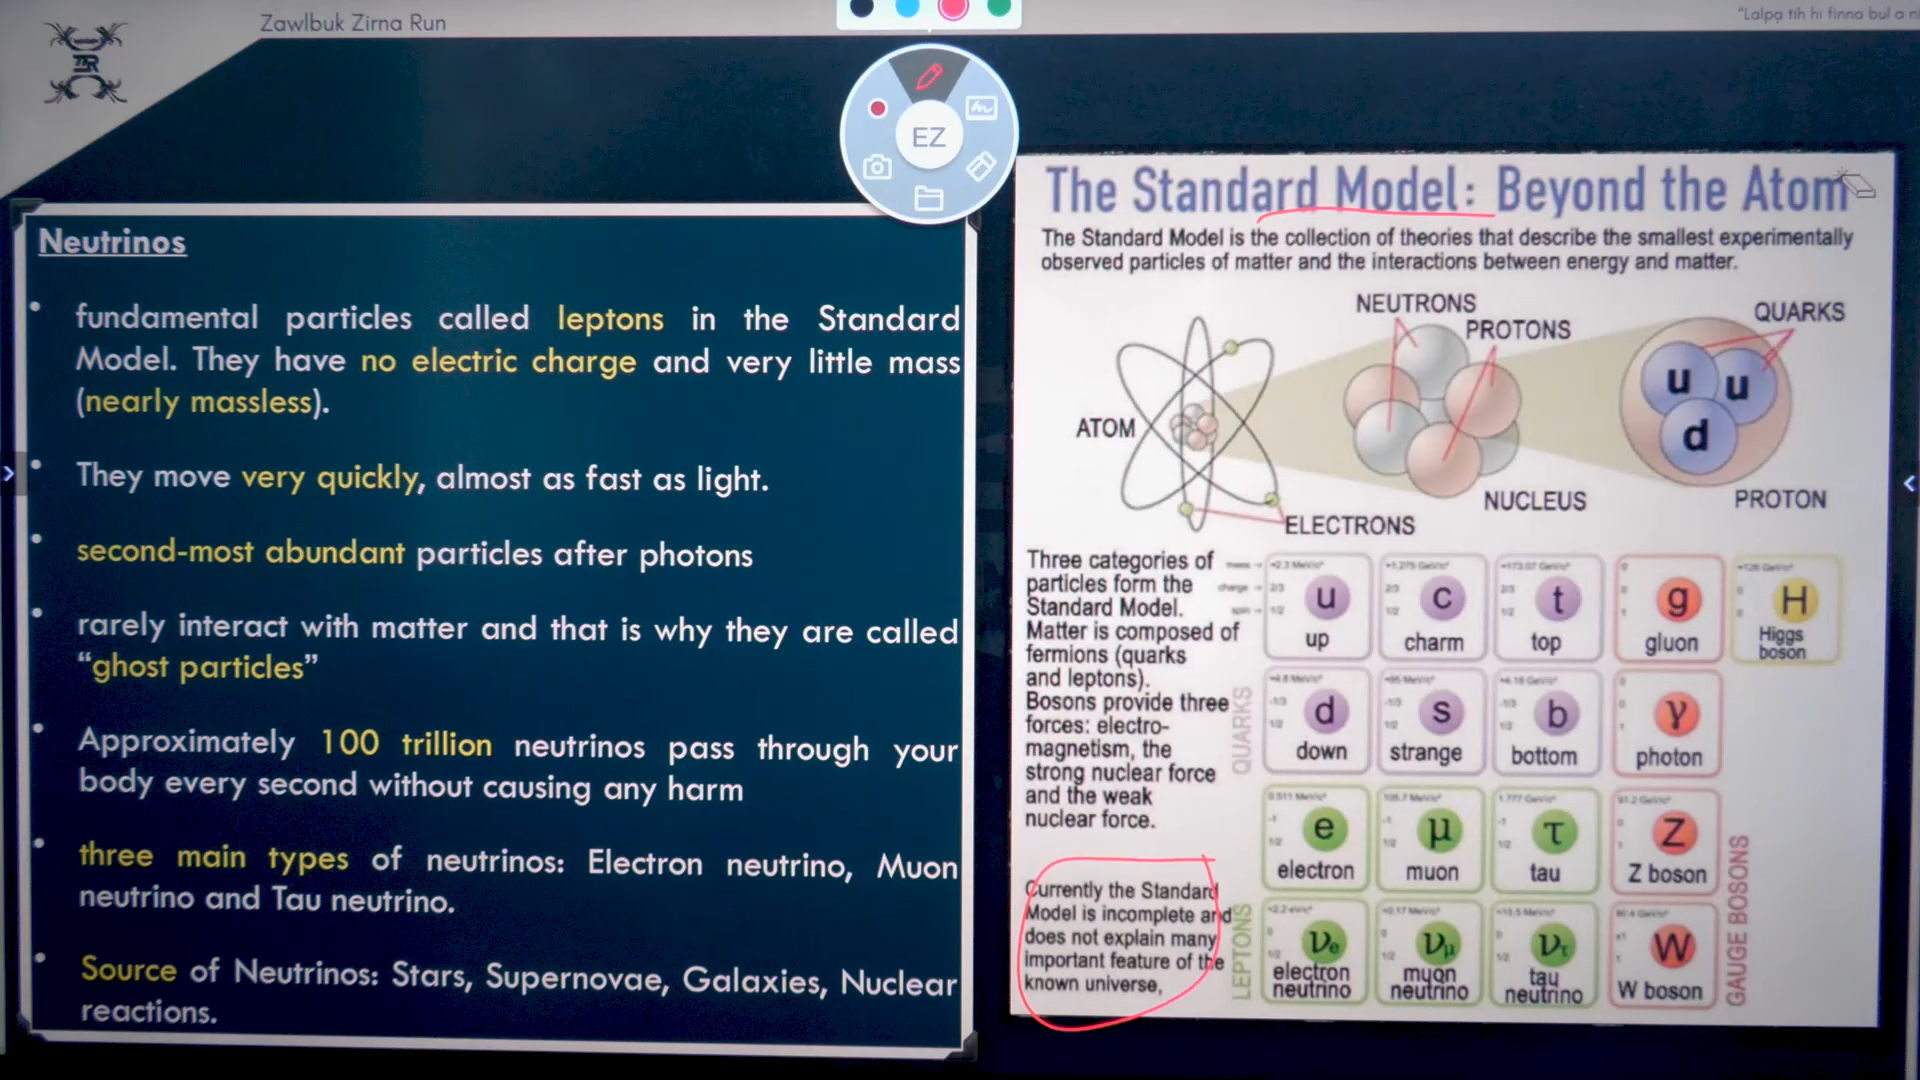 Zawlbuk Zirna Run
"Lalpa tih hi finna bul a ni
EZ
Neutrinos
• fundamental particles called leptons in the Standard
Model. They have no electric charge and very little mass
(nearly massless).
• They move very quickly, almost as fast as light.
• second-most abundant particles after photons
• rarely interact with matter and that is why they are called
“ghost particles”
• Approximately 100 trillion neutrinos pass through your
body every second without causing any harm
• three main types of neutrinos: Electron neutrino, Muon
neutrino and Tau neutrino.
• Source of Neutrinos: Stars, Supernovae, Galaxies, Nuclear
reactions.
The Standard Model: Beyond the Atom
The Standard Model is the collection of theories that describe the smallest experimentally
observed particles of matter and the interactions between energy and matter.
NEUTRONS
PROTONS
QUARKS
u u
d
ATOM
NUCLEUS
PROTON
ELECTRONS
Three categories of
particles form the
Standard Model.
Matter is composed of
fermions (quarks
and leptons).
Bosons provide three
forces: electro-
magnetism, the
strong nuclear force
and the weak
nuclear force.
Currently the Standard
Model is incomplete and
does not explain many
important feature of the
known universe,
mass
charge
spin
u
up
c
charm
t
top
g
gluon
H
Higgs
boson
QUARKS
d
down
s
strange
b
bottom
γ
photon
e
electron
μ
muon
τ
tau
Z
Z boson
LEPTONS
νe
electron
neutrino
νμ
muon
neutrino
ντ
tau
neutrino
W
W boson
GAUGE BOSONS